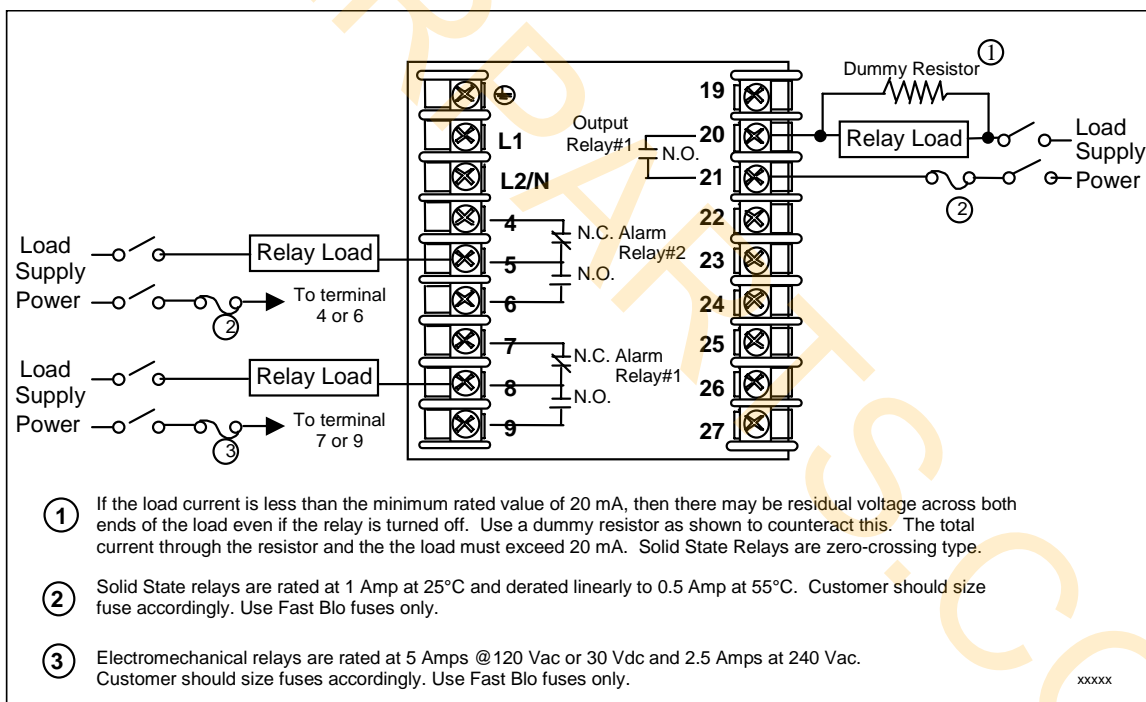 ①
Dummy Resistor
19
Output
Relay#1
20
Relay Load
Load
Supply
L1
N.O.
21
Power
②
L2/N
22
4
N.C. Alarm
Relay#2
23
Load
Supply
Relay Load
5
N.O.
24
Power
②
To terminal
4 or 6
6
25
7
N.C. Alarm
Relay#1
26
Load
Supply
Relay Load
8
N.O.
27
Power
③
To terminal
7 or 9
9
① If the load current is less than the minimum rated value of 20 mA, then there may be residual voltage across both
ends of the load even if the relay is turned off. Use a dummy resistor as shown to counteract this. The total
current through the resistor and the the load must exceed 20 mA. Solid State Relays are zero-crossing type.
② Solid State relays are rated at 1 Amp at 25°C and derated linearly to 0.5 Amp at 55°C. Customer should size
fuse accordingly. Use Fast Blo fuses only.
③ Electromechanical relays are rated at 5 Amps @120 Vac or 30 Vdc and 2.5 Amps at 240 Vac.
Customer should size fuses accordingly. Use Fast Blo fuses only.
xxxxx
RPARTS.CO